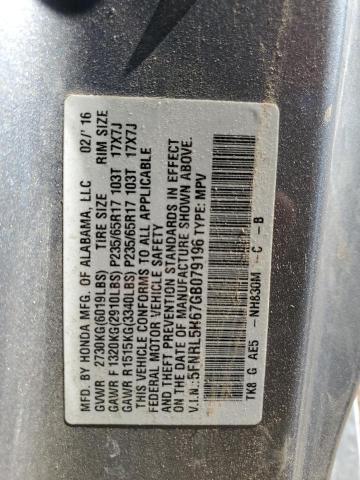 MFD. BY HONDA MFG. OF ALABAMA, LLC 02/'16
TIRE SIZE RIM SIZE
GVWR 2730KG(6019LBS)
GAWR F 1320KG(2910LBS) P235/65R17 103T 17X7J
GAWR R1515KG(3340LBS) P235/65R17 103T 17X7J
THIS VEHICLE CONFORMS TO ALL APPLICABLE
FEDERAL MOTOR VEHICLE SAFETY
AND THEFT PREVENTION STANDARDS IN EFFECT
ON THE DATE OF MANUFACTURE SHOWN ABOVE.
V.I.N.: 5FNRL5H67GB079196 TYPE: MPV
TK8 G AE5 -NH830M -C -B